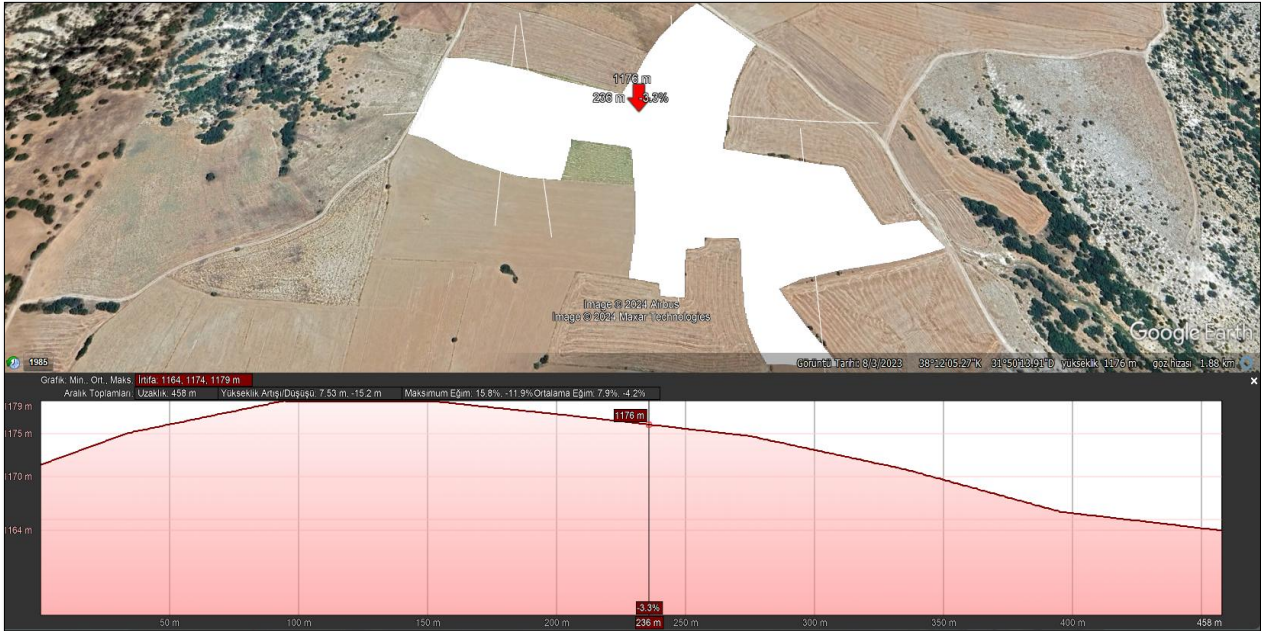 1176 m
236 m -3.3%
Image © 2024 Airbus
Image © 2024 Maxar Technologies
Google Earth
1985
Görüntü Tarihi: 8/3/2023 38°12'05.27"K 31°50'13.91"D yükseklik 1176 m göz hizası 1.88 km
Grafik: Min., Ort., Maks. İrtifa: 1164, 1174, 1179 m
Aralık Toplamları: Uzaklık: 458 m Yükseklik Artışı/Düşüşü: 7.53 m, -15.2 m Maksimum Eğim: 15.8%, -11.9% Ortalama Eğim: 7.9%, -4.2%
1179 m
1176 m
1175 m
1170 m
1164 m
-3.3%
50 m 100 m 150 m 200 m 236 m 250 m 300 m 350 m 400 m 458 m